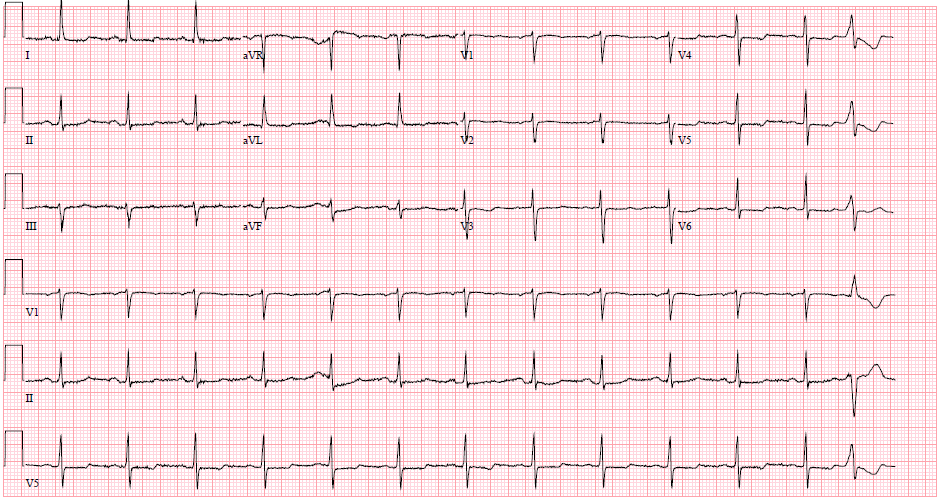 I aVR V1 V4
II aVL V2 V5
III aVF V3 V6
V1
II
V5